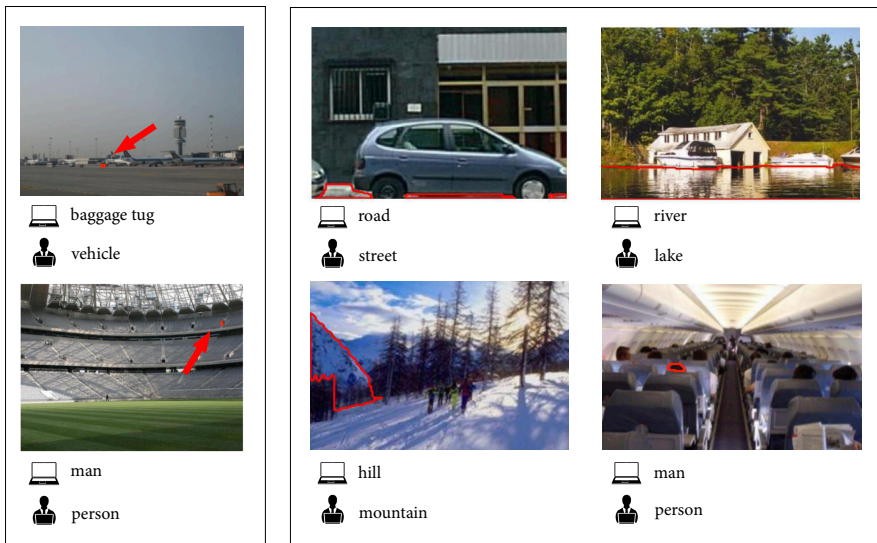 baggage tug
vehicle
man
person
road
street
river
lake
hill
mountain
man
person